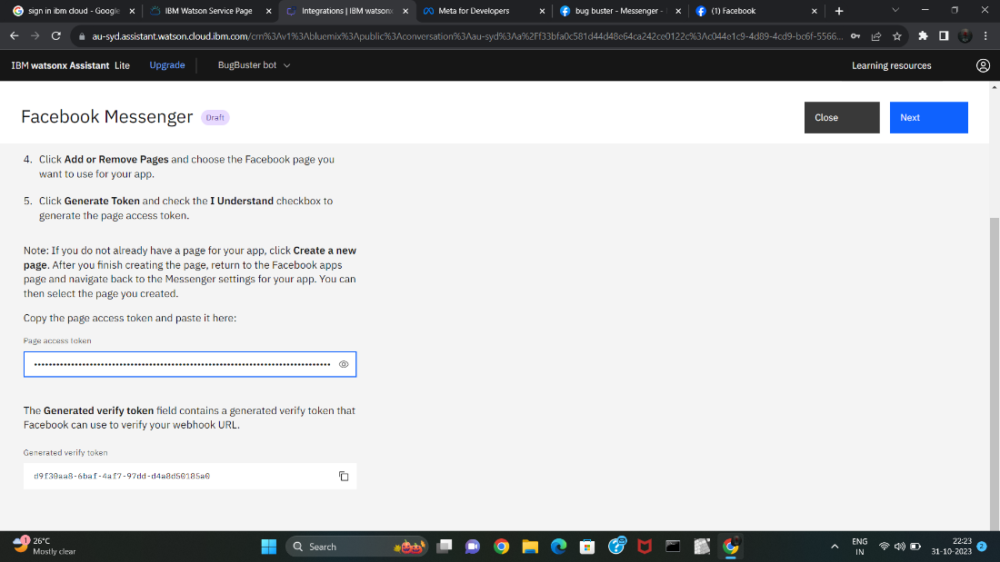 sign in ibm cloud - Google
IBM Watson Service Page
Integrations | IBM watsonx
Meta for Developers
bug buster - Messenger -
(1) Facebook
au-syd.assistant.watson.cloud.ibm.com/crn%3Av1%3Abluemix%3Apublic%3Aconversation%3Aau-syd%3Aa%2Ff33bfa0c581d44d48e64ca242ce0122c%3Ac044e1c9-4d89-4cd9-bc6f-5566...
IBM watsonx Assistant Lite
Upgrade
BugBuster bot
Learning resources
Facebook Messenger
Draft
Close
Next
4. Click Add or Remove Pages and choose the Facebook page you
want to use for your app.
5. Click Generate Token and check the I Understand checkbox to
generate the page access token.
Note: If you do not already have a page for your app, click Create a new
page. After you finish creating the page, return to the Facebook apps
page and navigate back to the Messenger settings for your app. You can
then select the page you created.
Copy the page access token and paste it here:
Page access token
The Generated verify token field contains a generated verify token that
Facebook can use to verify your webhook URL.
Generated verify token
d9f30aa8-6baf-4af7-97dd-d4a8d50185a0
1
26°C
Mostly clear
Search
ENG
IN
22:23
31-10-2023
2